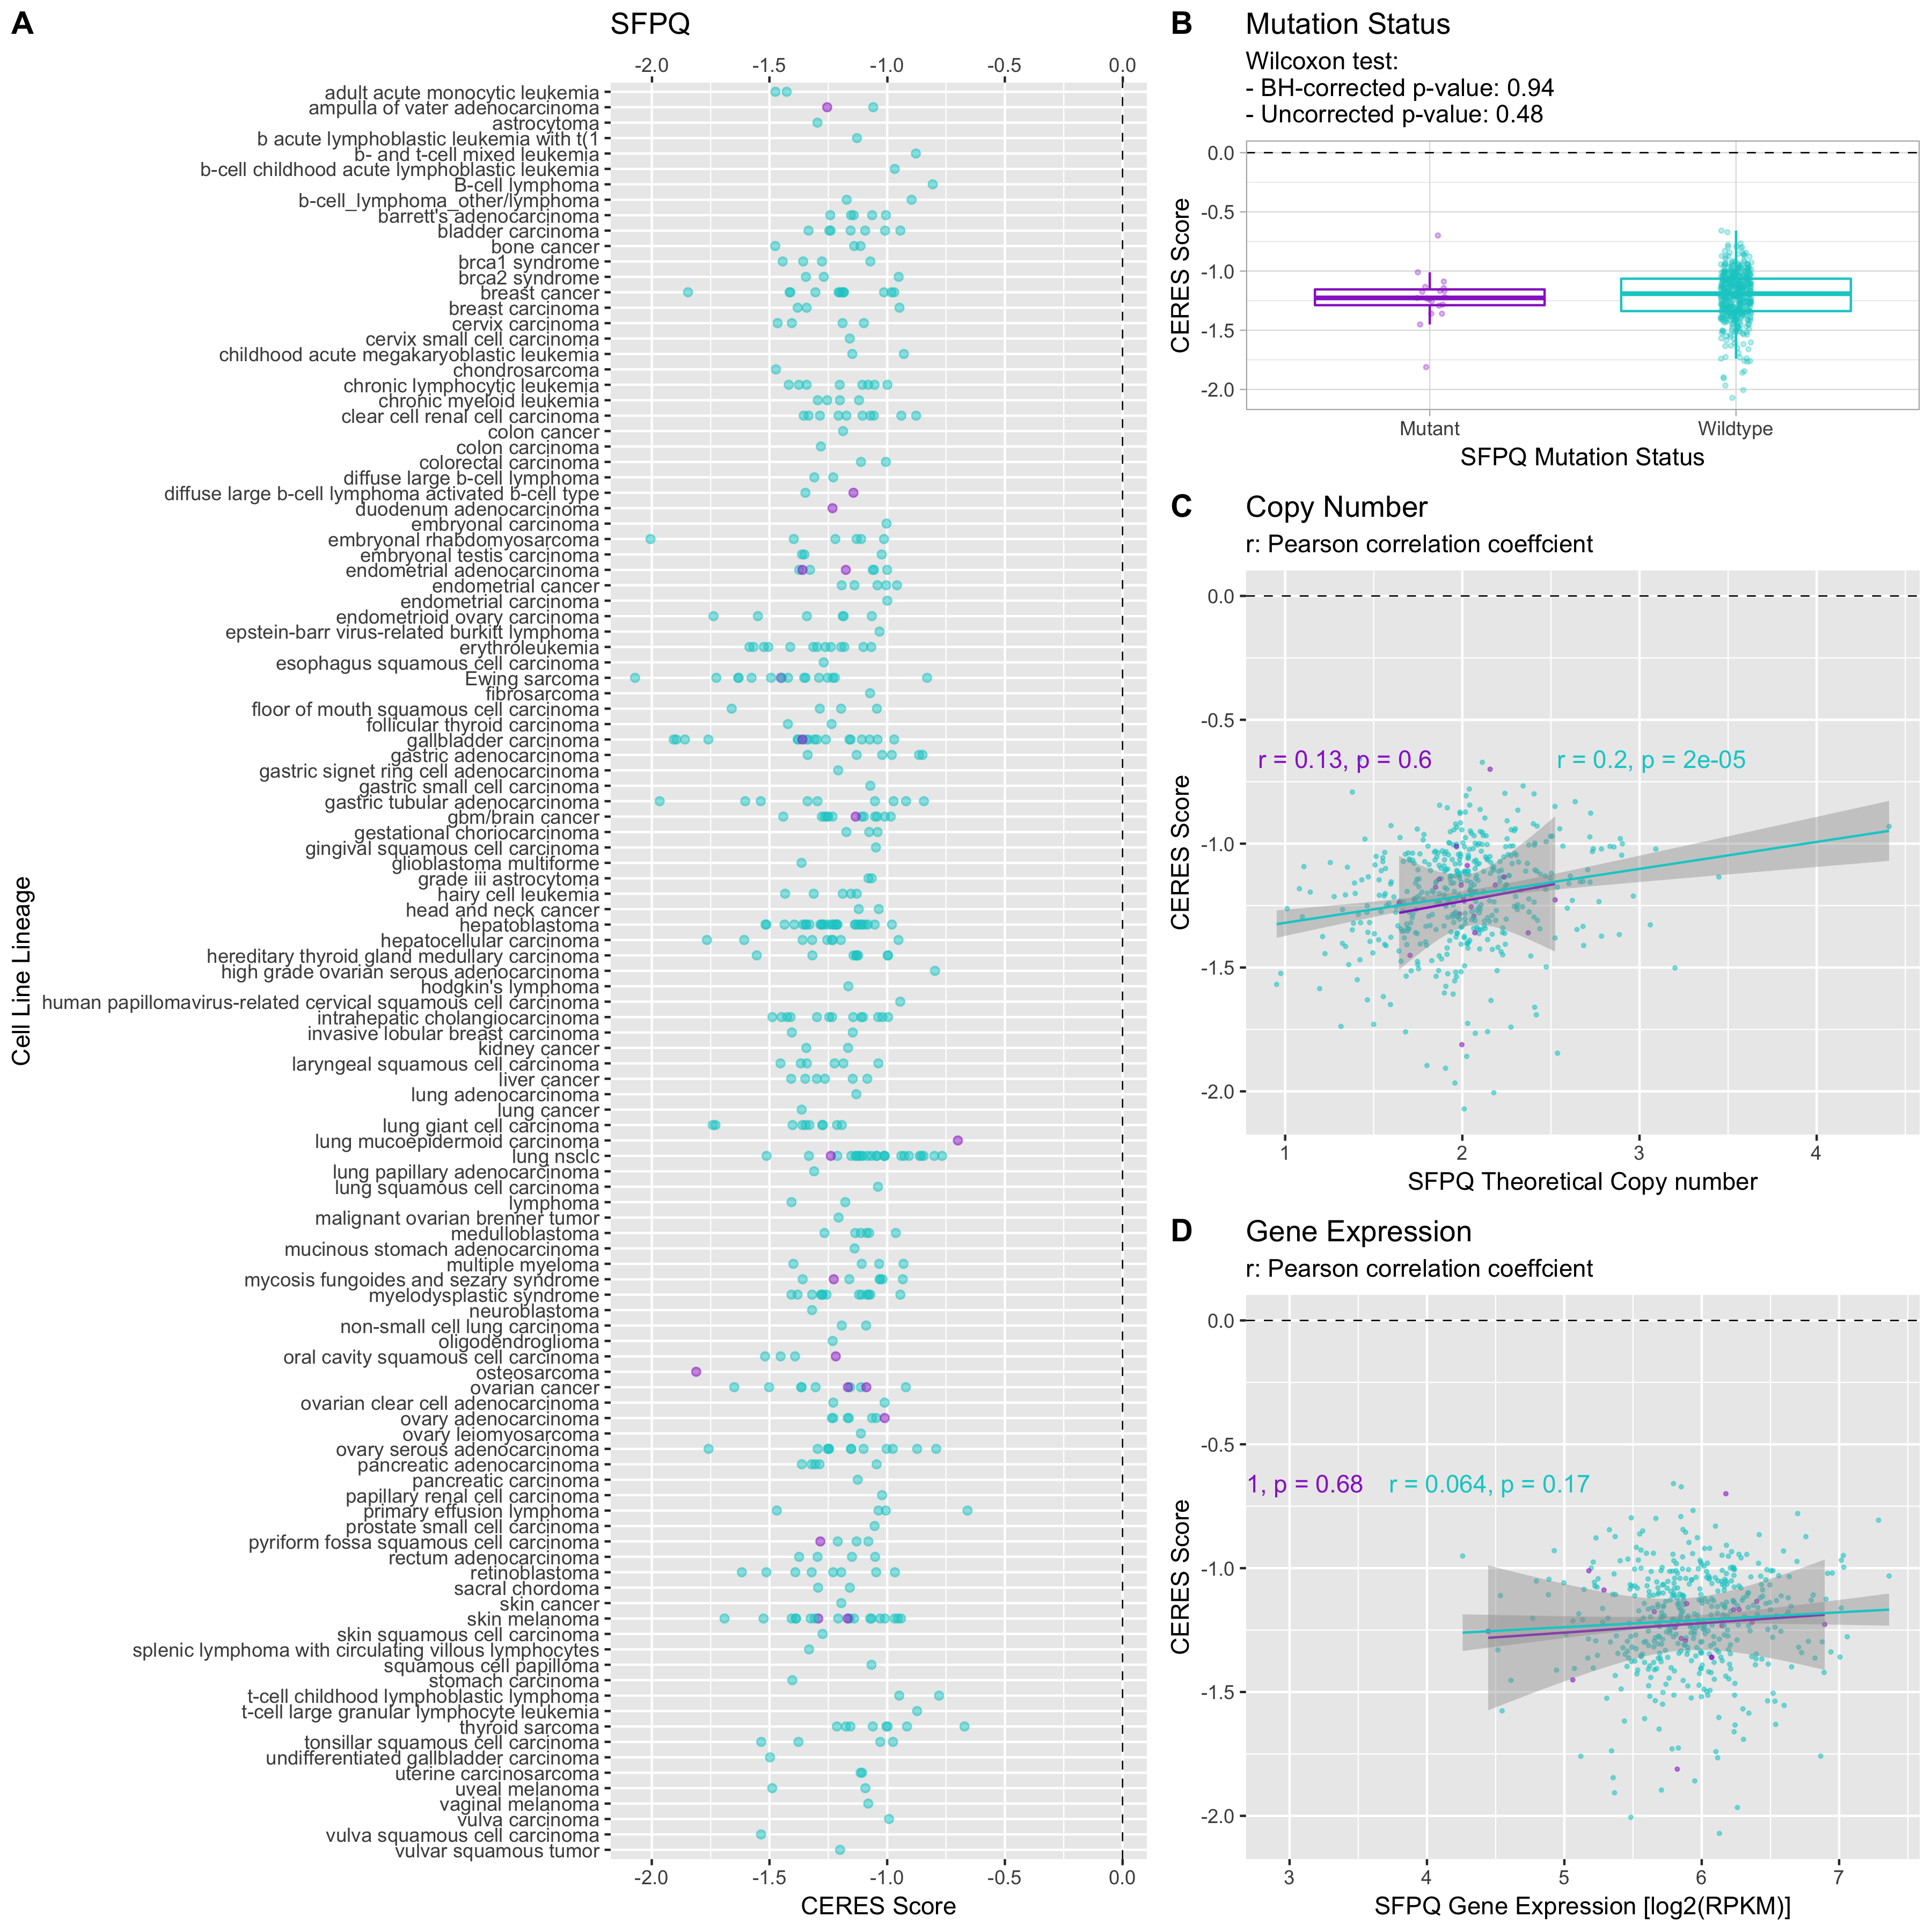 A
SFPQ
-2.0 -1.5 -1.0 -0.5 0.0
Cell Line Lineage
adult acute monocytic leukemia
ampulla of vater adenocarcinoma
astrocytoma
b acute lymphoblastic leukemia with t(1
b- and t-cell mixed leukemia
b-cell childhood acute lymphoblastic leukemia
B-cell lymphoma
b-cell_lymphoma_other/lymphoma
barrett's adenocarcinoma
bladder carcinoma
bone cancer
brca1 syndrome
brca2 syndrome
breast cancer
breast carcinoma
cervix carcinoma
cervix small cell carcinoma
childhood acute megakaryoblastic leukemia
chondrosarcoma
chronic lymphocytic leukemia
chronic myeloid leukemia
clear cell renal cell carcinoma
colon cancer
colon carcinoma
colorectal carcinoma
diffuse large b-cell lymphoma
diffuse large b-cell lymphoma activated b-cell type
duodenum adenocarcinoma
embryonal carcinoma
embryonal rhabdomyosarcoma
embryonal testis carcinoma
endometrial adenocarcinoma
endometrial cancer
endometrial carcinoma
endometrioid ovary carcinoma
epstein-barr virus-related burkitt lymphoma
erythroleukemia
esophagus squamous cell carcinoma
Ewing sarcoma
fibrosarcoma
floor of mouth squamous cell carcinoma
follicular thyroid carcinoma
gallbladder carcinoma
gastric adenocarcinoma
gastric signet ring cell adenocarcinoma
gastric small cell carcinoma
gastric tubular adenocarcinoma
gbm/brain cancer
gestational choriocarcinoma
gingival squamous cell carcinoma
glioblastoma multiforme
grade iii astrocytoma
hairy cell leukemia
head and neck cancer
hepatoblastoma
hepatocellular carcinoma
hereditary thyroid gland medullary carcinoma
high grade ovarian serous adenocarcinoma
hodgkin's lymphoma
human papillomavirus-related cervical squamous cell carcinoma
intrahepatic cholangiocarcinoma
invasive lobular breast carcinoma
kidney cancer
laryngeal squamous cell carcinoma
liver cancer
lung adenocarcinoma
lung cancer
lung giant cell carcinoma
lung mucoepidermoid carcinoma
lung nsclc
lung papillary adenocarcinoma
lung squamous cell carcinoma
lymphoma
malignant ovarian brenner tumor
medulloblastoma
mucinous stomach adenocarcinoma
multiple myeloma
mycosis fungoides and sezary syndrome
myelodysplastic syndrome
neuroblastoma
non-small cell lung carcinoma
oligodendroglioma
oral cavity squamous cell carcinoma
osteosarcoma
ovarian cancer
ovarian clear cell adenocarcinoma
ovary adenocarcinoma
ovary leiomyosarcoma
ovary serous adenocarcinoma
pancreatic adenocarcinoma
pancreatic carcinoma
papillary renal cell carcinoma
primary effusion lymphoma
prostate small cell carcinoma
pyriform fossa squamous cell carcinoma
rectum adenocarcinoma
retinoblastoma
sacral chordoma
skin cancer
skin melanoma
skin squamous cell carcinoma
splenic lymphoma with circulating villous lymphocytes
squamous cell papilloma
stomach carcinoma
t-cell childhood lymphoblastic lymphoma
t-cell large granular lymphocyte leukemia
thyroid sarcoma
tonsillar squamous cell carcinoma
undifferentiated gallbladder carcinoma
uterine carcinosarcoma
uveal melanoma
vaginal melanoma
vulva carcinoma
vulva squamous cell carcinoma
vulvar squamous tumor
-2.0 -1.5 -1.0 -0.5 0.0
CERES Score
B
Mutation Status
Wilcoxon test:
- BH-corrected p-value: 0.94
- Uncorrected p-value: 0.48
CERES Score
0.0
-0.5
-1.0
-1.5
-2.0
Mutant Wildtype
SFPQ Mutation Status
C
Copy Number
r: Pearson correlation coeffcient
CERES Score
0.0
-0.5
r = 0.13, p = 0.6 r = 0.2, p = 2e-05
-1.0
-1.5
-2.0
1 2 3 4
SFPQ Theoretical Copy number
D
Gene Expression
r: Pearson correlation coeffcient
CERES Score
0.0
-0.5
1, p = 0.68 r = 0.064, p = 0.17
-1.0
-1.5
-2.0
3 4 5 6 7
SFPQ Gene Expression [log2(RPKM)]